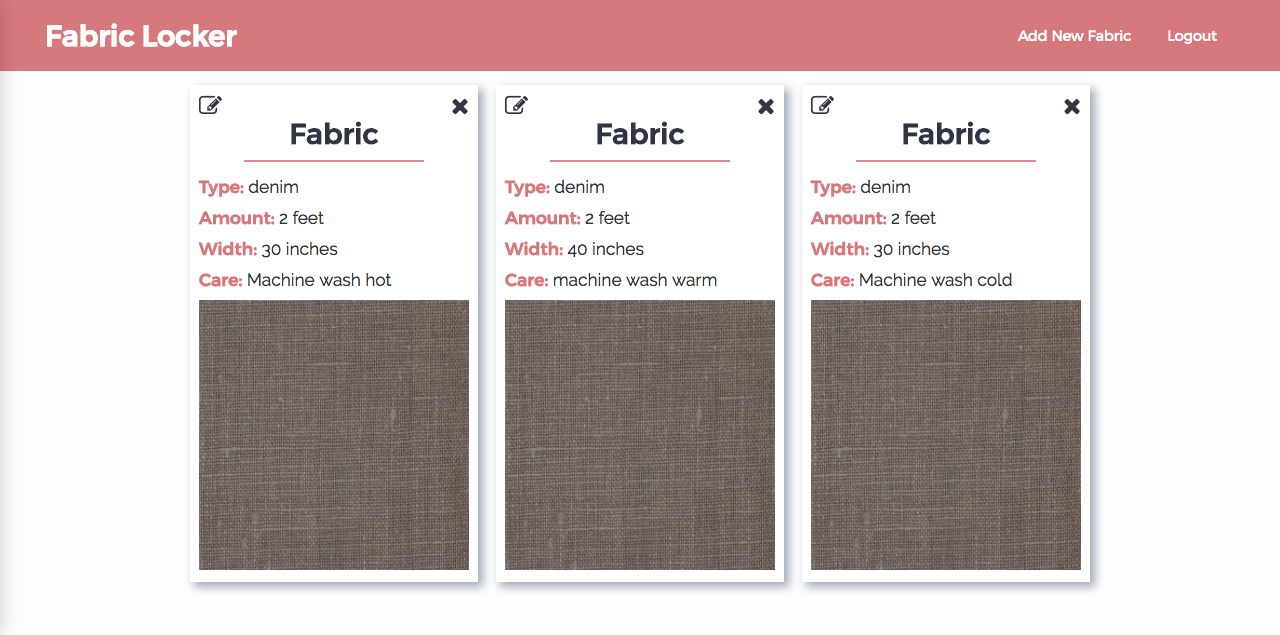 Fabric Locker
Add New Fabric
Logout
Fabric
Type: denim
Amount: 2 feet
Width: 30 inches
Care: Machine wash hot
Fabric
Type: denim
Amount: 2 feet
Width: 40 inches
Care: machine wash warm
Fabric
Type: denim
Amount: 2 feet
Width: 30 inches
Care: Machine wash cold